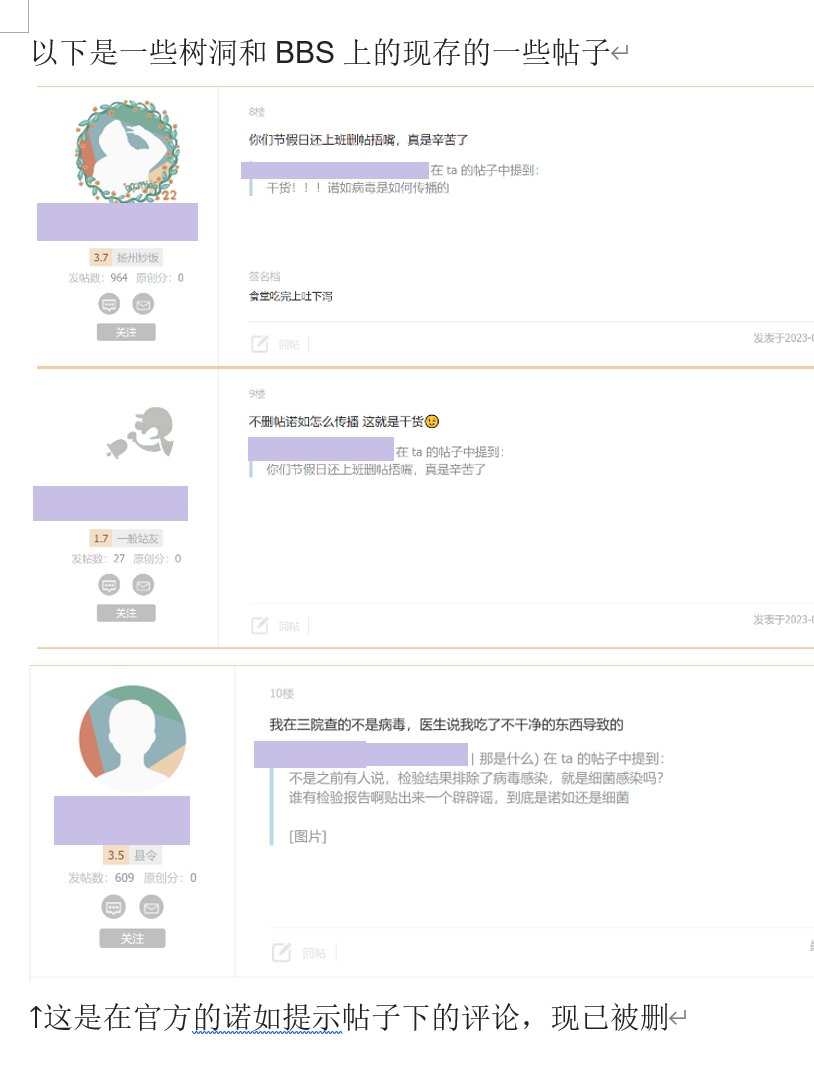 以下是一些树洞和 BBS 上的现存的一些帖子
8楼
你们节假日还上班删帖捂嘴，真是辛苦了
在 ta 的帖子中提到：
干货！！！诺如病毒是如何传播的
22
3.7 扬州炒饭
发帖数：964 原创分：0
关注
签名档
食堂吃完上吐下泻
回帖
发表于2023-0
9楼
不删帖诺如怎么传播 这就是干货
在 ta 的帖子中提到：
你们节假日还上班删帖捂嘴，真是辛苦了
1.7 一般站友
发帖数：27 原创分：0
关注
回帖
发表于2023-0
10楼
我在三院查的不是病毒，医生说我吃了不干净的东西导致的
| 那是什么) 在 ta 的帖子中提到：
不是之前有人说，检验结果排除了病毒感染，就是细菌感染吗？
谁有检验报告啊贴出来一个辟辟谣，到底是诺如还是细菌
[图片]
3.5 县令
发帖数：609 原创分：0
关注
回帖
↑这是在官方的诺如提示帖子下的评论，现已被删